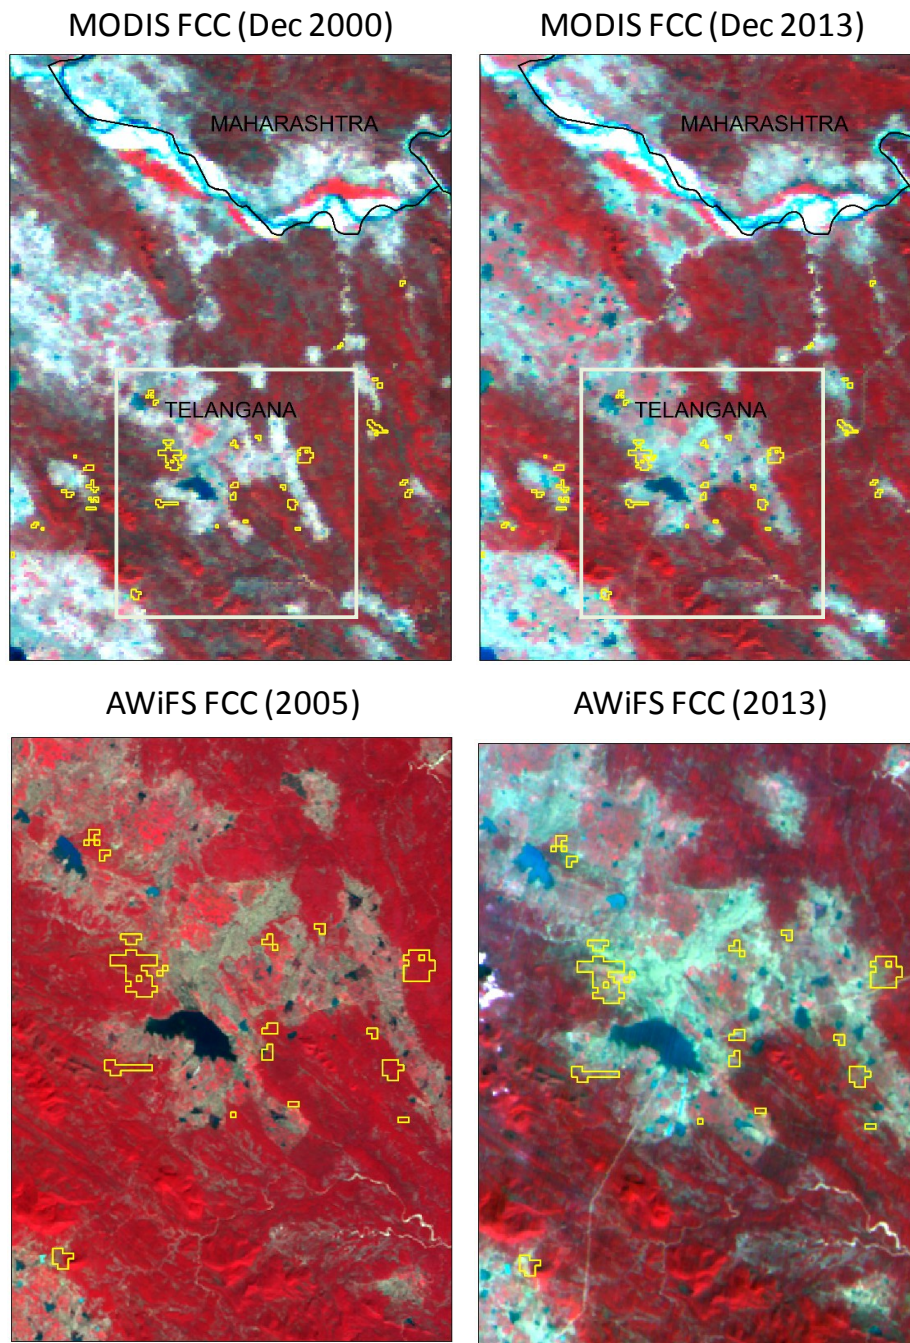 MODIS FCC (Dec 2000)
MODIS FCC (Dec 2013)
MAHARASHTRA
MAHARASHTRA
TELANGANA
TELANGANA
AWiFS FCC (2005)
AWiFS FCC (2013)